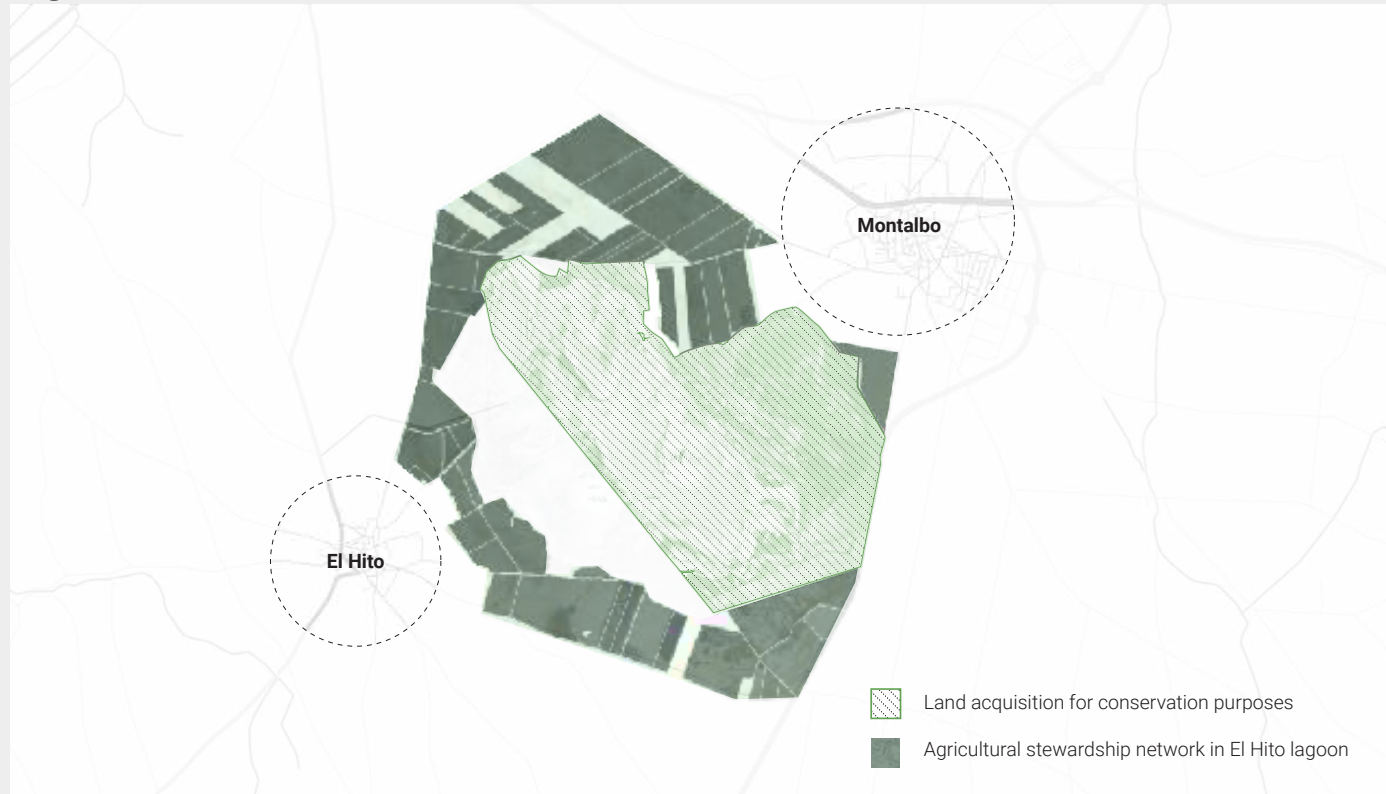 Montalbo
El Hito
Land acquisition for conservation purposes
Agricultural stewardship network in El Hito lagoon